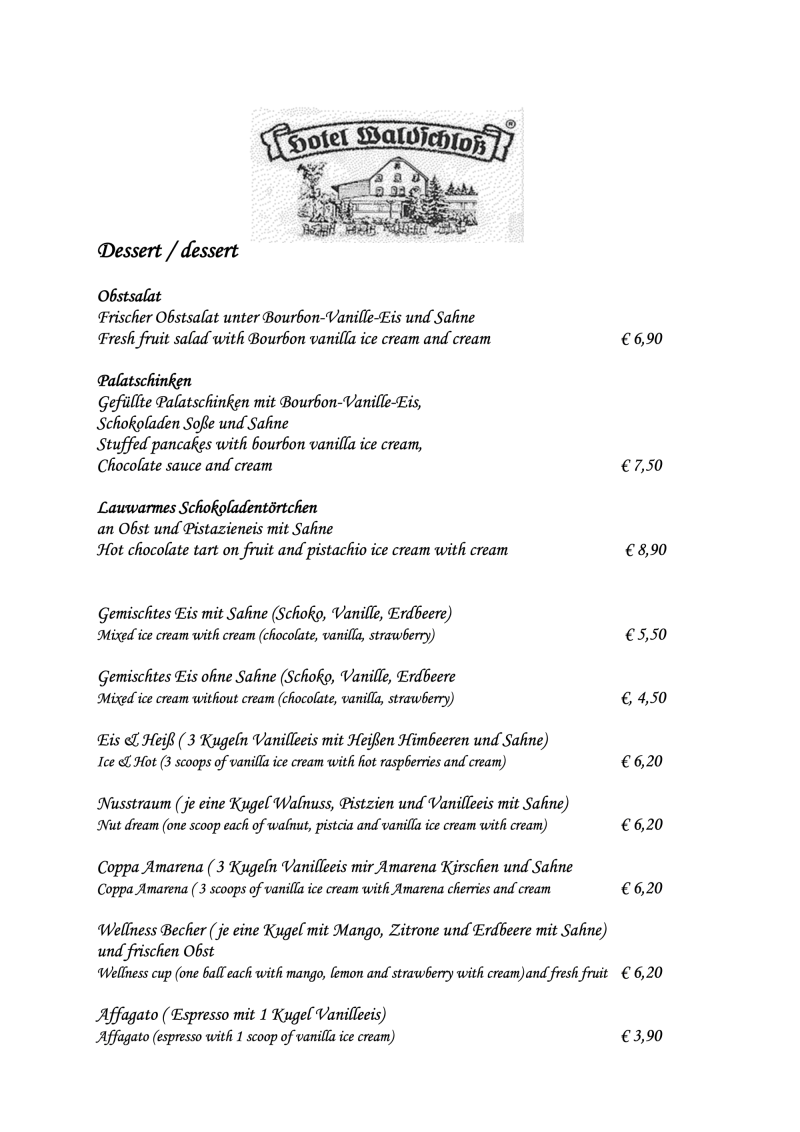 Hotel Waldschloß ®
Dessert / dessert
Obstsalat
Frischer Obstsalat unter Bourbon-Vanille-Eis und Sahne
Fresh fruit salad with Bourbon vanilla ice cream and cream € 6,90
Palatschinken
Gefüllte Palatschinken mit Bourbon-Vanille-Eis,
Schokoladen Soße und Sahne
Stuffed pancakes with bourbon vanilla ice cream,
Chocolate sauce and cream € 7,50
Lauwarmes Schokoladentörtchen
an Obst und Pistazieneis mit Sahne
Hot chocolate tart on fruit and pistachio ice cream with cream € 8,90
Gemischtes Eis mit Sahne (Schoko, Vanille, Erdbeere)
Mixed ice cream with cream (chocolate, vanilla, strawberry) € 5,50
Gemischtes Eis ohne Sahne (Schoko, Vanille, Erdbeere
Mixed ice cream without cream (chocolate, vanilla, strawberry) €, 4,50
Eis & Heiß ( 3 Kugeln Vanilleeis mit Heißen Himbeeren und Sahne)
Ice & Hot (3 scoops of vanilla ice cream with hot raspberries and cream) € 6,20
Nusstraum ( je eine Kugel Walnuss, Pistzien und Vanilleeis mit Sahne)
Nut dream (one scoop each of walnut, pistcia and vanilla ice cream with cream) € 6,20
Coppa Amarena ( 3 Kugeln Vanilleeis mir Amarena Kirschen und Sahne
Coppa Amarena ( 3 scoops of vanilla ice cream with Amarena cherries and cream € 6,20
Wellness Becher ( je eine Kugel mit Mango, Zitrone und Erdbeere mit Sahne)
und frischen Obst
Wellness cup (one ball each with mango, lemon and strawberry with cream)and fresh fruit € 6,20
Affagato ( Espresso mit 1 Kugel Vanilleeis)
Affagato (espresso with 1 scoop of vanilla ice cream) € 3,90